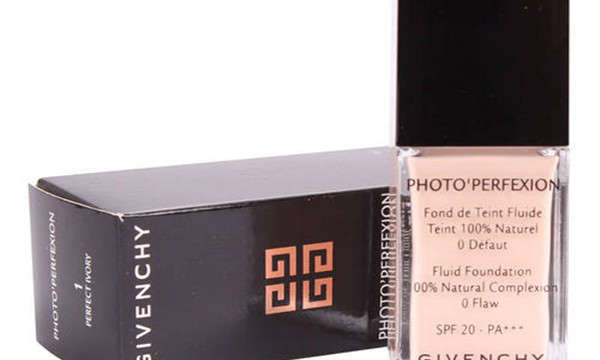 PHOTO'PERFEXION
1
PERFECT IVORY
GIVENCHY
PHOTO'PERFEXION
PHOTO'PERFEXION
Fond de Teint Fluide
Teint 100% Naturel
0 Défaut
Fluid Foundation
00% Natural Complexion
0 Flaw
SPF 20 - PA+++
GIVENCHY